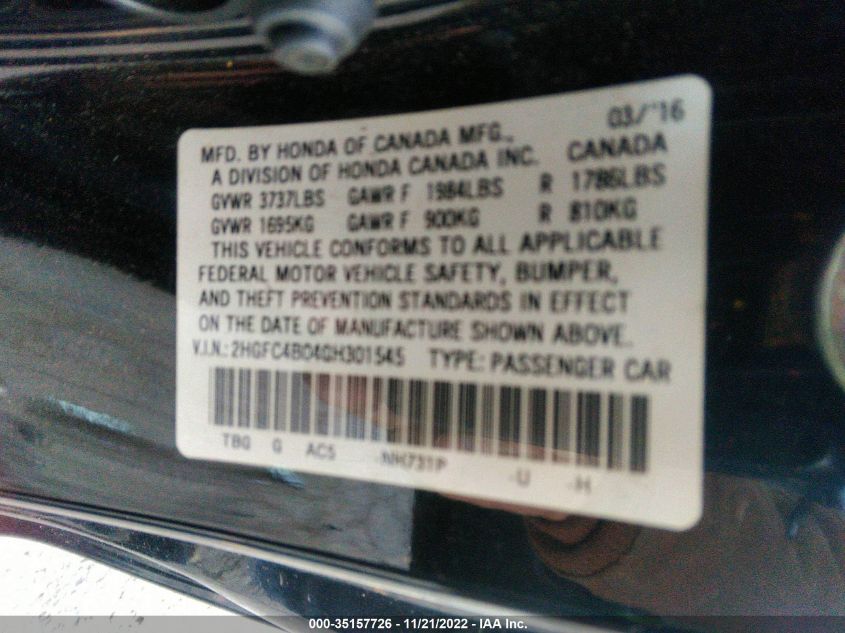 03/'16
MFD. BY HONDA OF CANADA MFG.,
A DIVISION OF HONDA CANADA INC. CANADA
GVWR 3737LBS GAWR F 1984LBS R 1786LBS
GVWR 1695KG GAWR F 900KG R 810KG
THIS VEHICLE CONFORMS TO ALL APPLICABLE
FEDERAL MOTOR VEHICLE SAFETY, BUMPER,
AND THEFT PREVENTION STANDARDS IN EFFECT
ON THE DATE OF MANUFACTURE SHOWN ABOVE.
V.I.N.:2HGFC4B04GH301545 TYPE: PASSENGER CAR
TBG G AC5 -NH731P -U -H
000-35157726 - 11/21/2022 - IAA Inc.